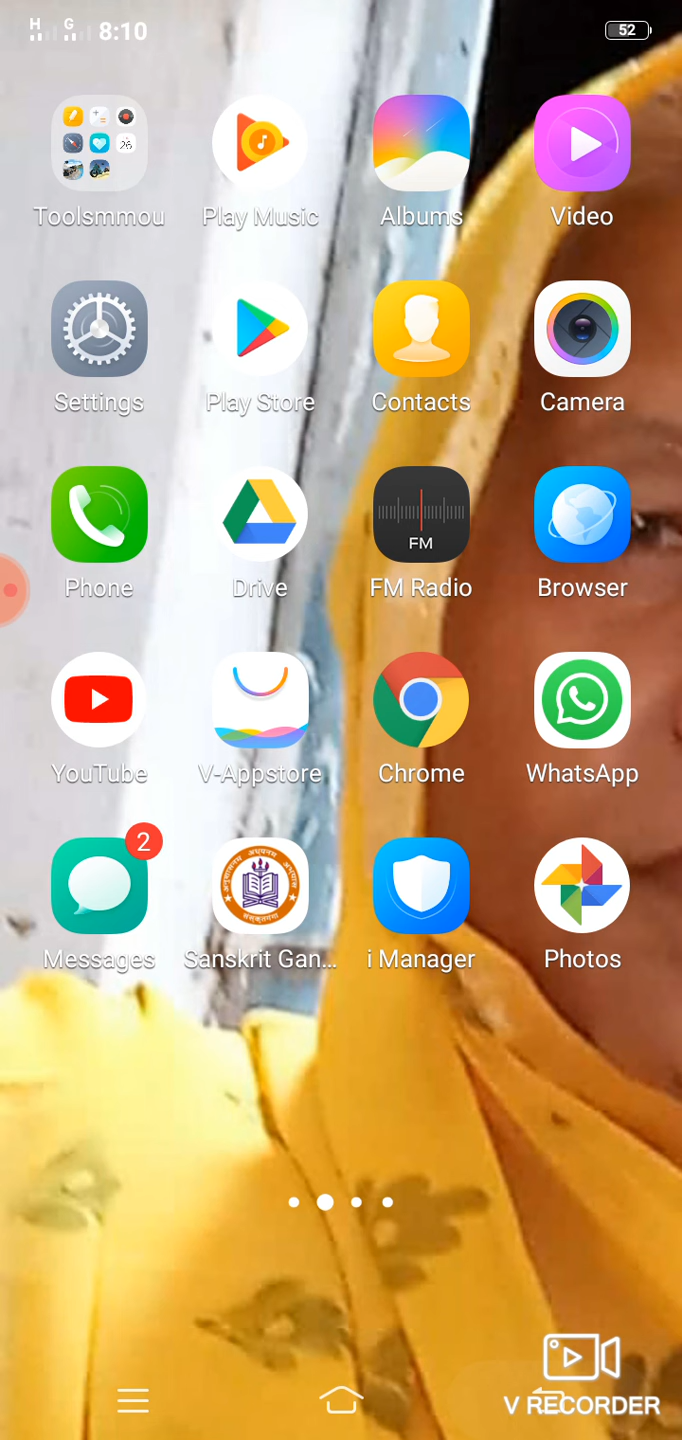 H G 8:10 52
Toolsmmou Play Music Albums Video
Settings Play Store Contacts Camera
Phone Drive FM Radio Browser
FM
YouTube V-Appstore Chrome WhatsApp
2
Messages Sanskrit Gan... i Manager Photos
V RECORDER